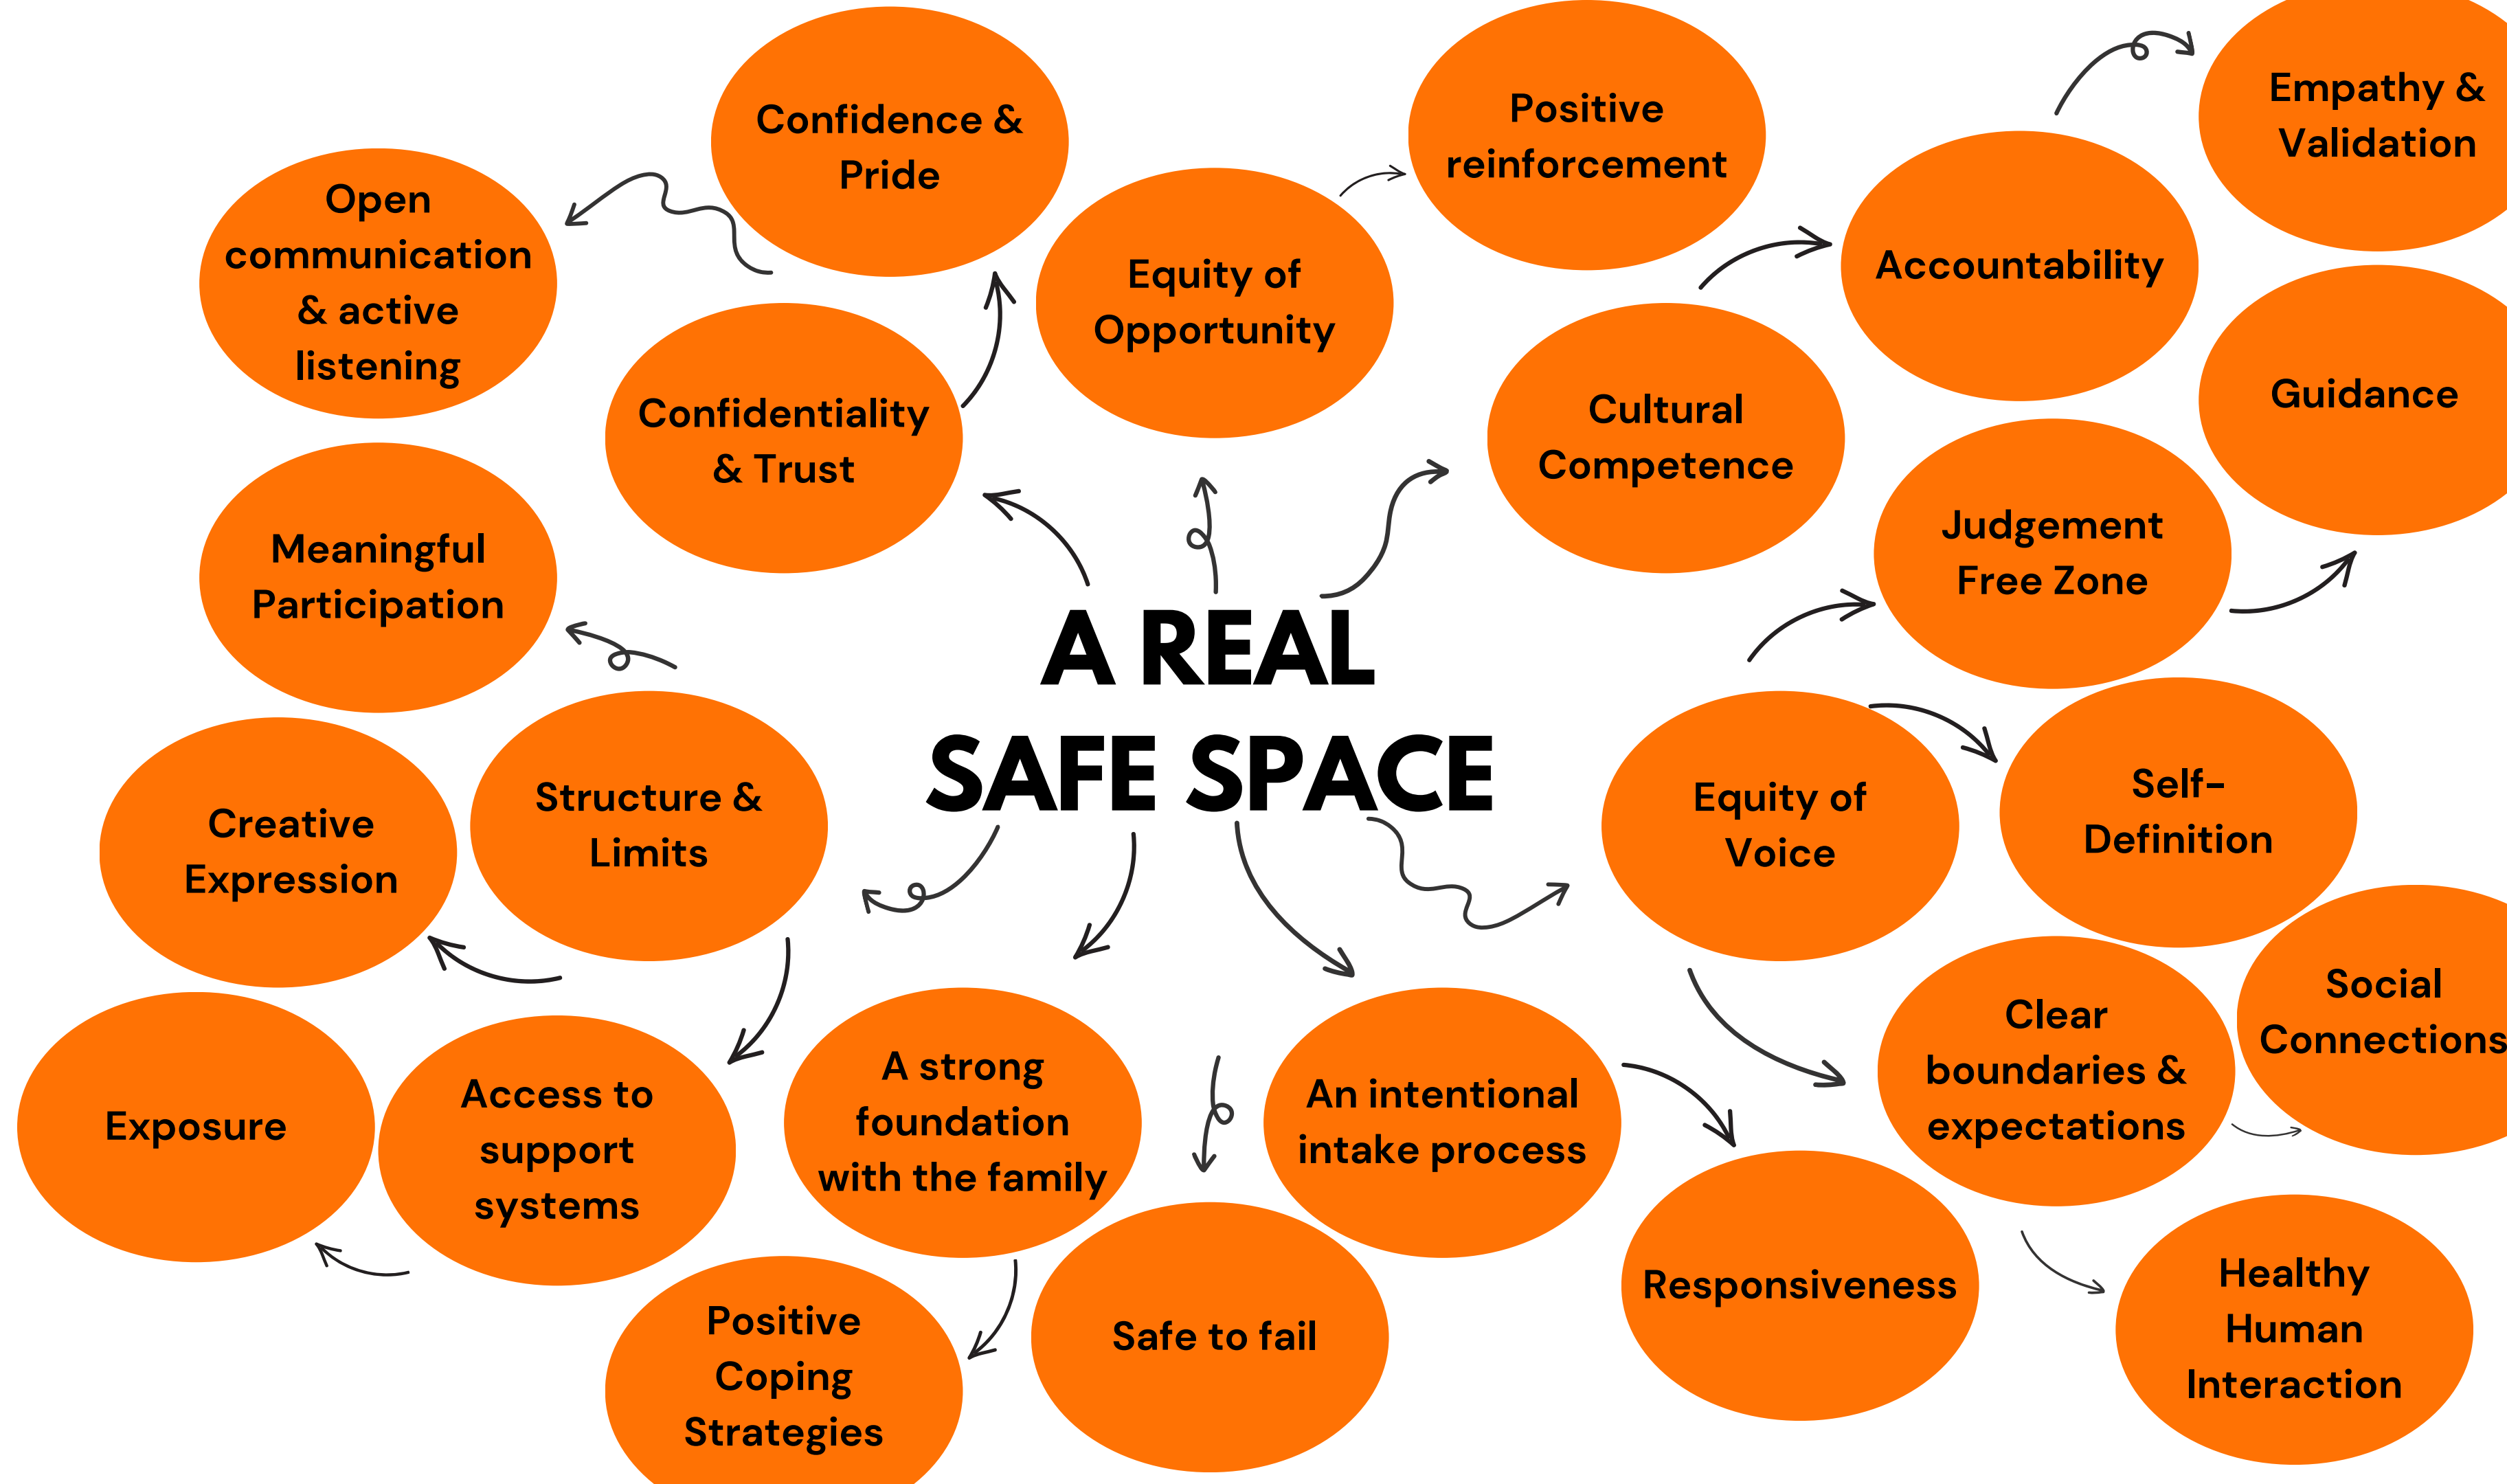 Confidence &
Pride
Positive
reinforcement
Empathy &
Validation
Open
communication
& active
listening
Equity of
Opportunity
Accountability
Confidentiality
& Trust
Cultural
Competence
Guidance
Meaningful
Participation
Judgement
Free Zone
A REAL
SAFE SPACE
Creative
Expression
Structure &
Limits
Equity of
Voice
Self-
Definition
Exposure
Access to
support
systems
A strong
foundation
with the family
An intentional
intake process
Clear
boundaries &
expectations
Social
Connections
Positive
Coping
Strategies
Safe to fail
Responsiveness
Healthy
Human
Interaction